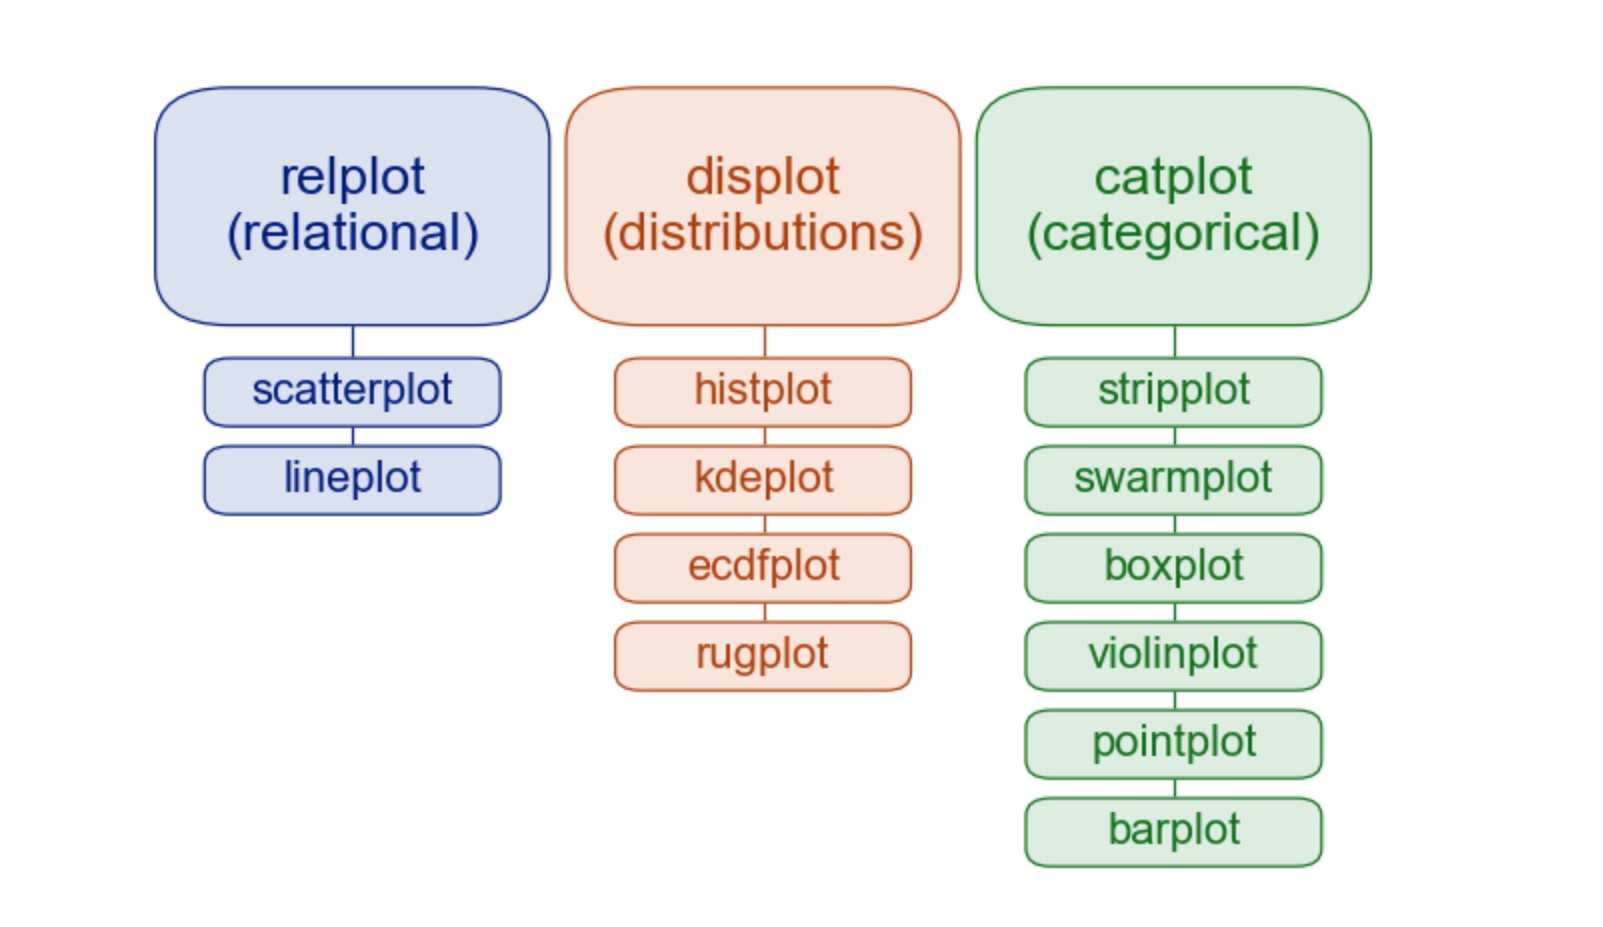 relplot
(relational)
scatterplot
lineplot
displot
(distributions)
histplot
kdeplot
ecdfplot
rugplot
catplot
(categorical)
stripplot
swarmplot
boxplot
violinplot
pointplot
barplot